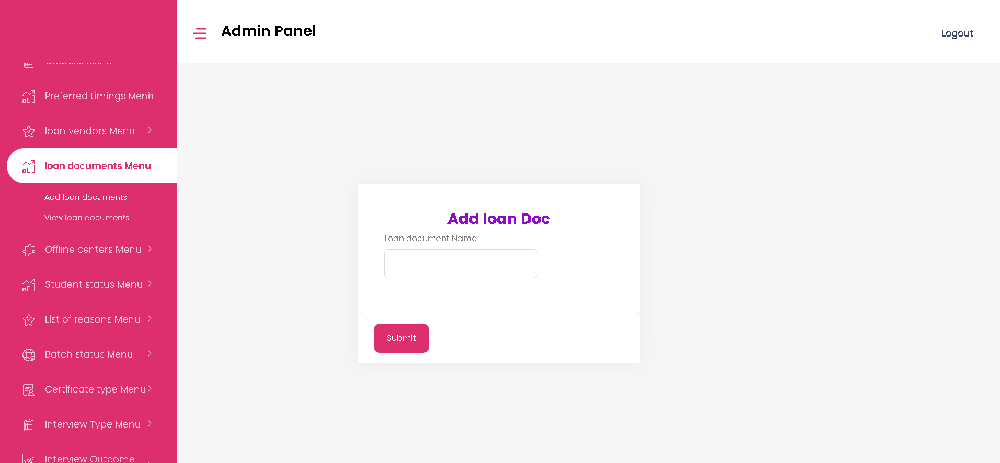 Admin Panel
Logout
Courses Menu
Preferred timings Menu
loan vendors Menu
loan documents Menu
Add loan documents
View loan documents
Offline centers Menu
Student status Menu
List of reasons Menu
Batch status Menu
Certificate type Menu
Interview Type Menu
Interview Outcome
Add loan Doc
Loan document Name
Submit